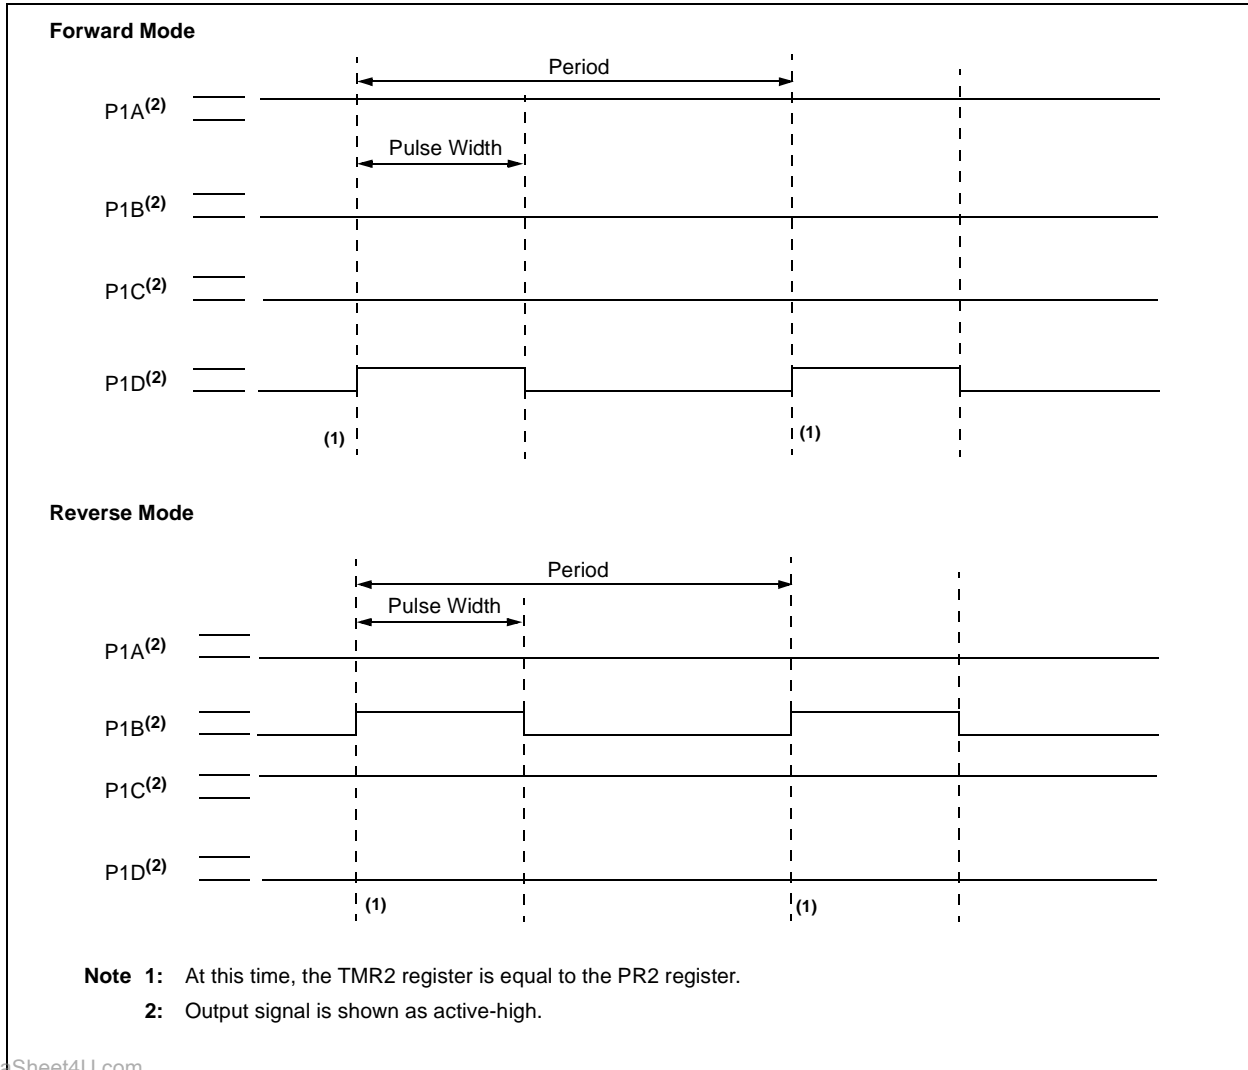 Forward Mode
Period
P1A(2)
Pulse Width
P1B(2)
P1C(2)
P1D(2)
(1)
(1)
Reverse Mode
Period
Pulse Width
P1A(2)
P1B(2)
P1C(2)
P1D(2)
(1)
(1)
Note 1: At this time, the TMR2 register is equal to the PR2 register.
2: Output signal is shown as active-high.
aSheet4U.com